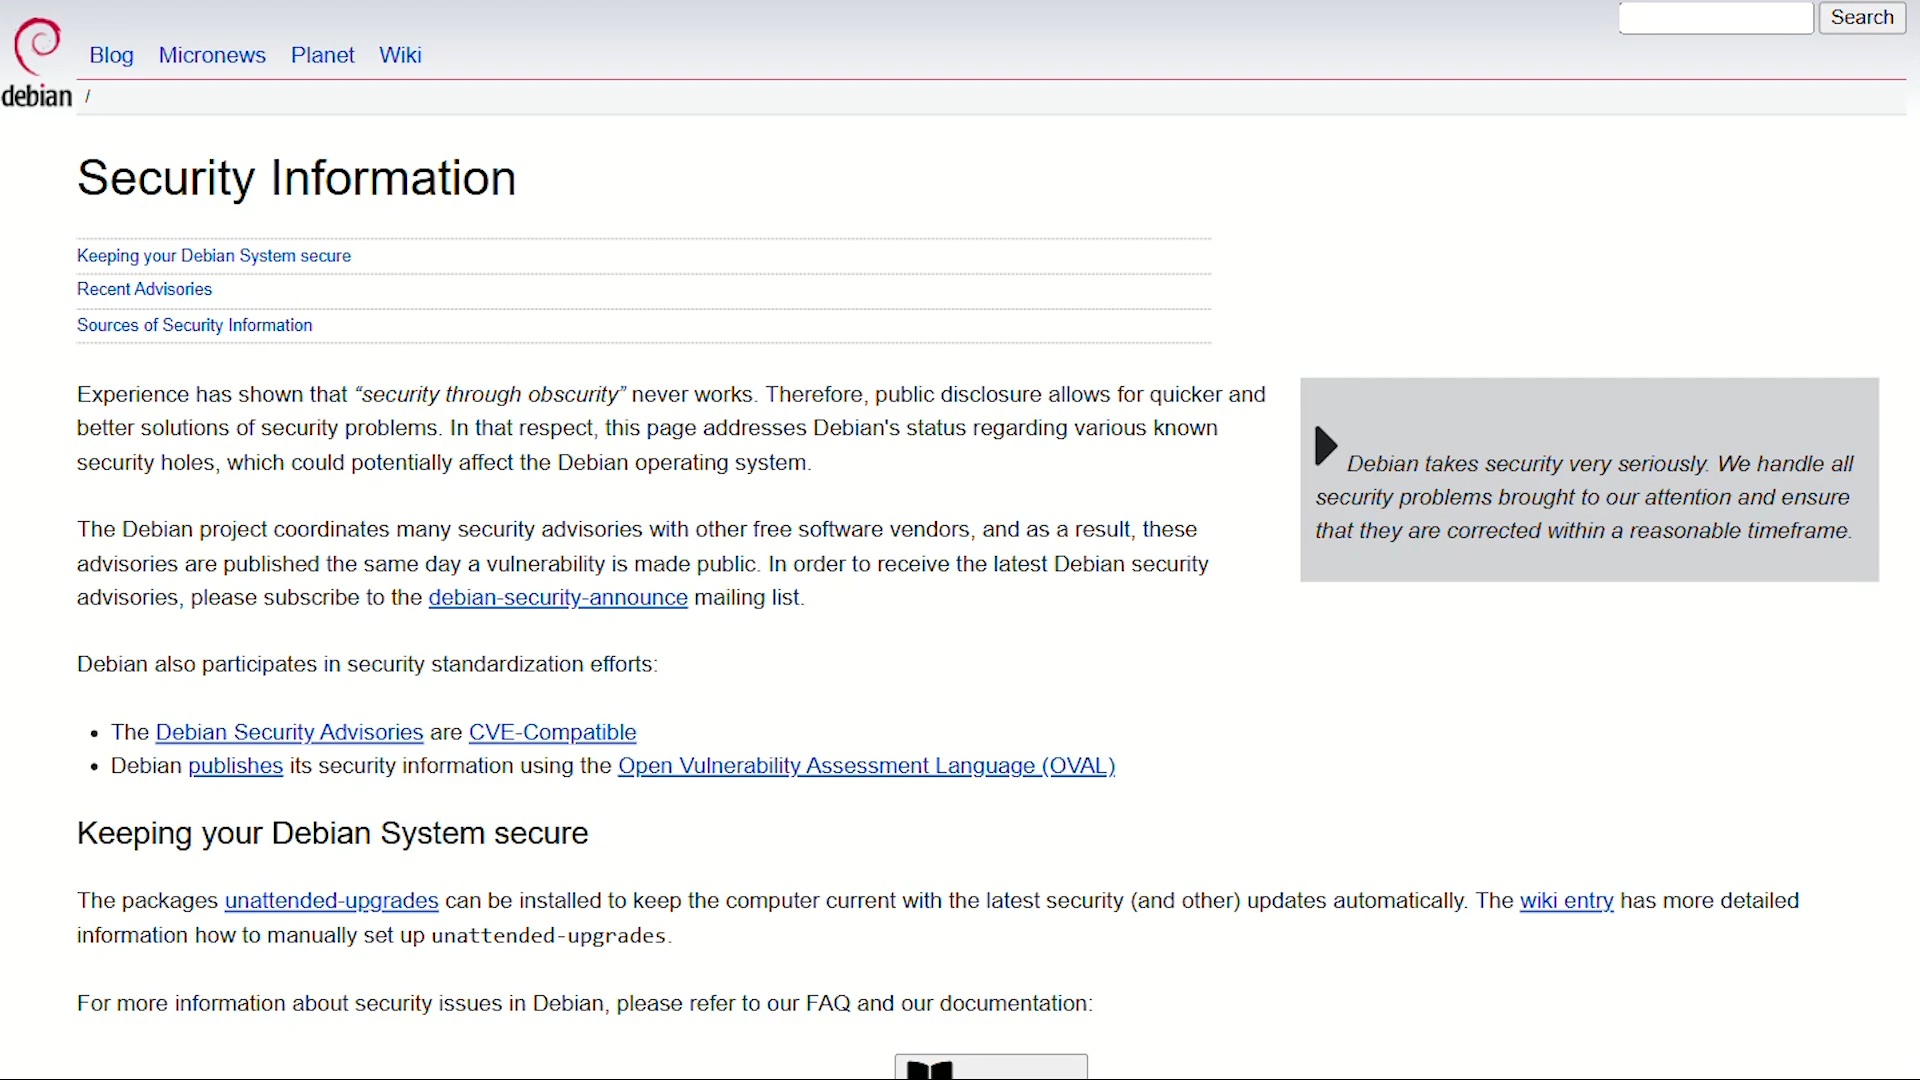 Search
Blog Micronews Planet Wiki
debian /
Security Information
Keeping your Debian System secure
Recent Advisories
Sources of Security Information
Experience has shown that “security through obscurity” never works. Therefore, public disclosure allows for quicker and
better solutions of security problems. In that respect, this page addresses Debian's status regarding various known
security holes, which could potentially affect the Debian operating system.
Debian takes security very seriously. We handle all
security problems brought to our attention and ensure
that they are corrected within a reasonable timeframe.
The Debian project coordinates many security advisories with other free software vendors, and as a result, these
advisories are published the same day a vulnerability is made public. In order to receive the latest Debian security
advisories, please subscribe to the debian-security-announce mailing list.
Debian also participates in security standardization efforts:
• The Debian Security Advisories are CVE-Compatible
• Debian publishes its security information using the Open Vulnerability Assessment Language (OVAL)
Keeping your Debian System secure
The packages unattended-upgrades can be installed to keep the computer current with the latest security (and other) updates automatically. The wiki entry has more detailed
information how to manually set up unattended-upgrades.
For more information about security issues in Debian, please refer to our FAQ and our documentation: